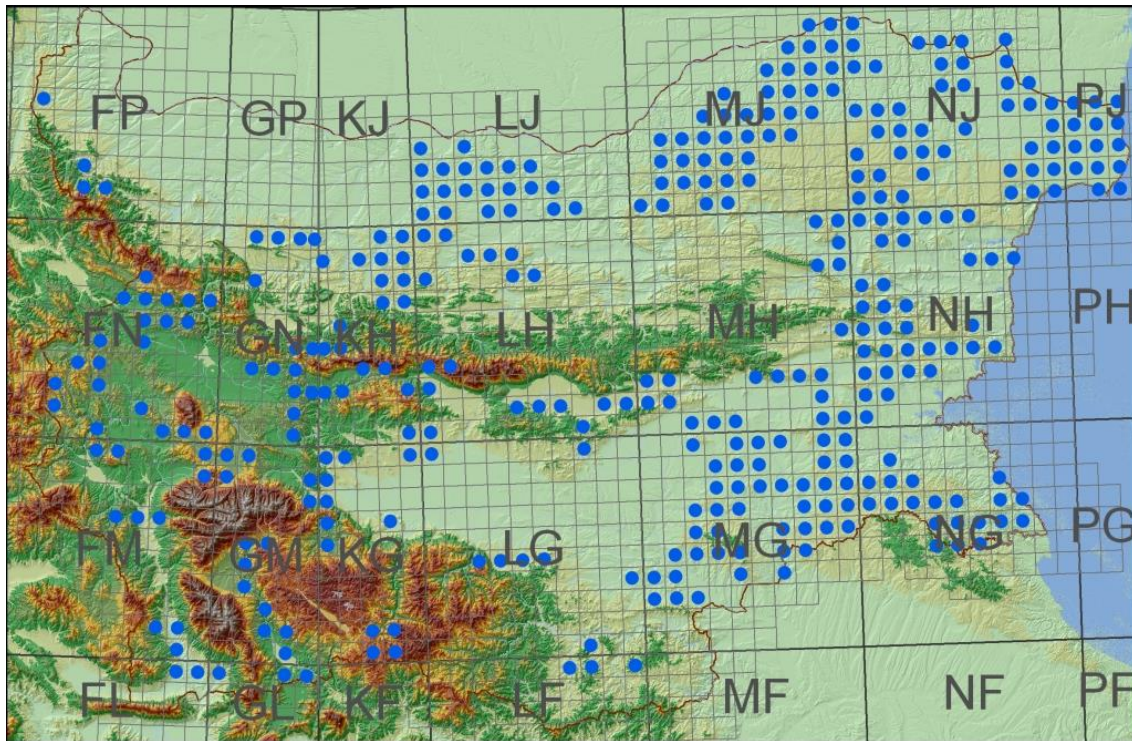 FP GP KJ LJ MJ NJ PJ
FN GN KH LH MH NH PH
FM GM KG LG MG NG PG
FL GL KF LF MF NF PF